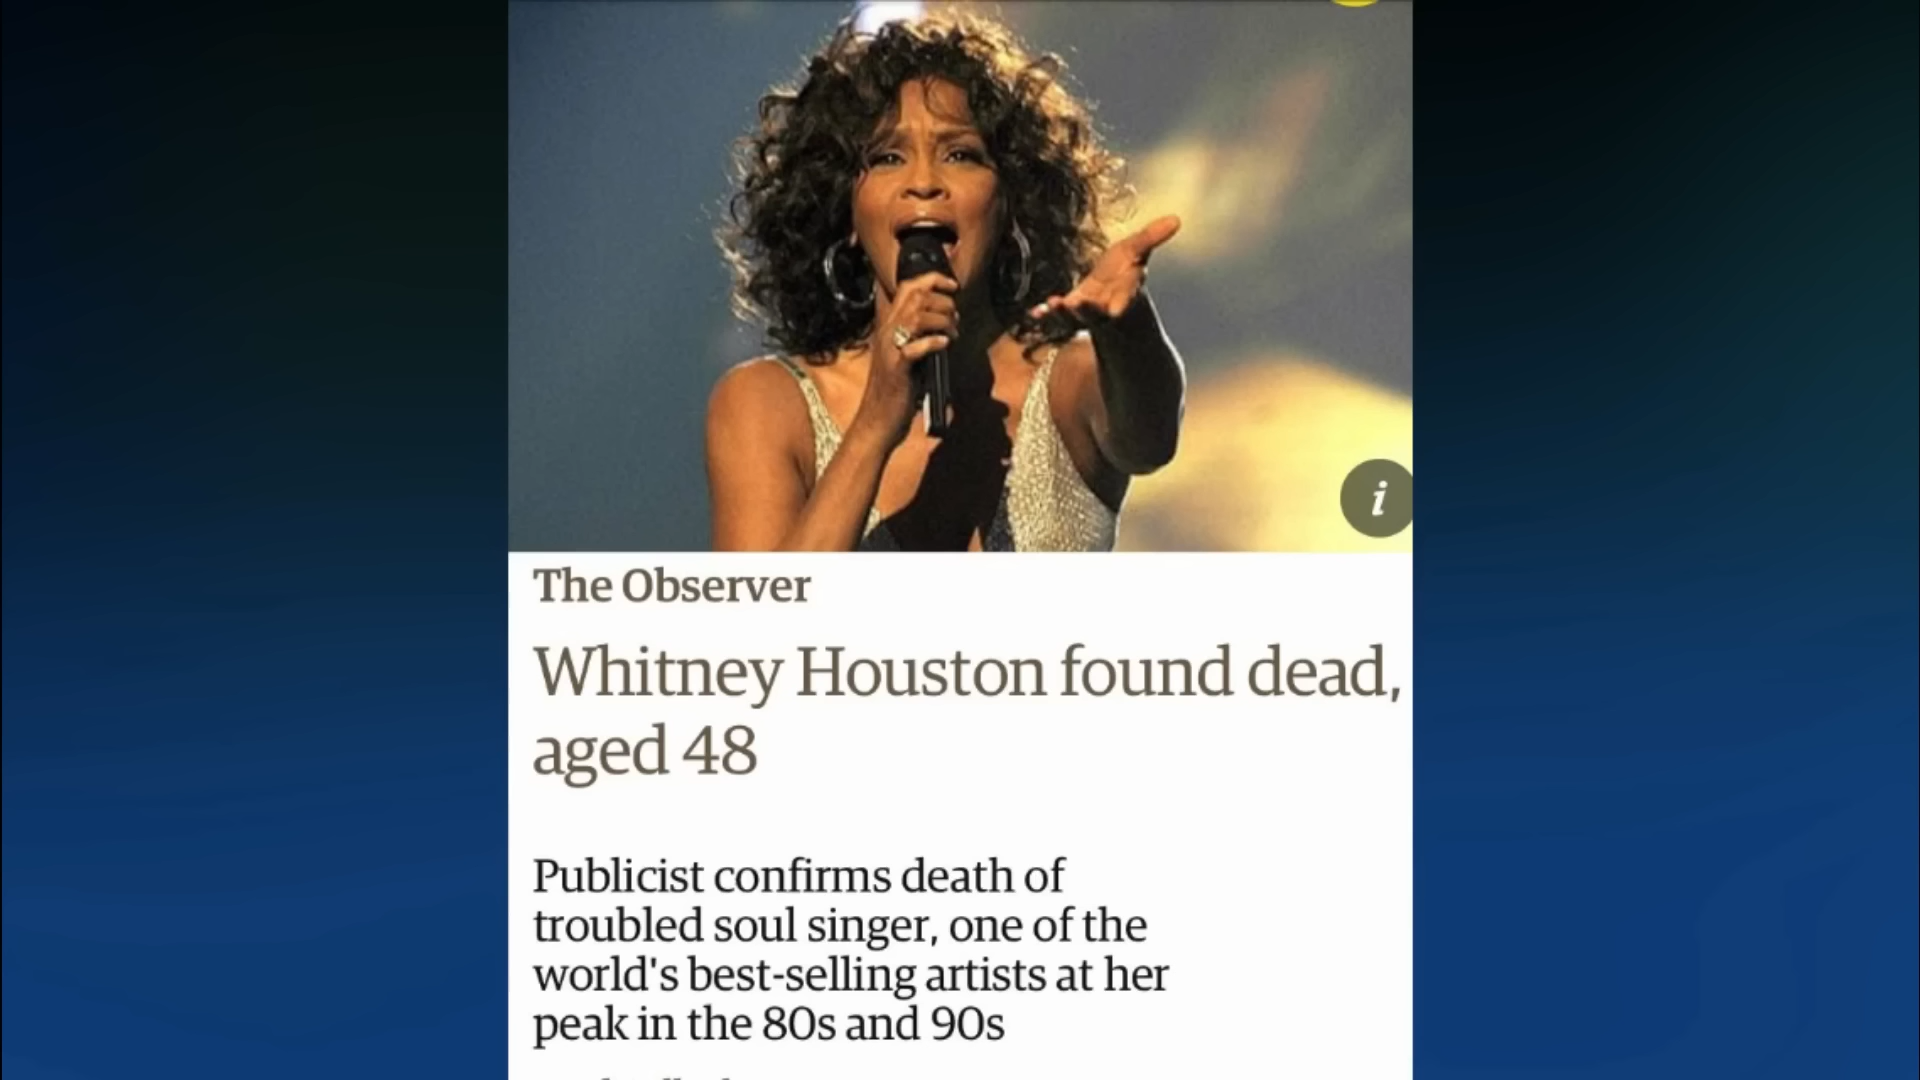 i
The Observer
Whitney Houston found dead,
aged 48
Publicist confirms death of
troubled soul singer, one of the
world's best-selling artists at her
peak in the 80s and 90s